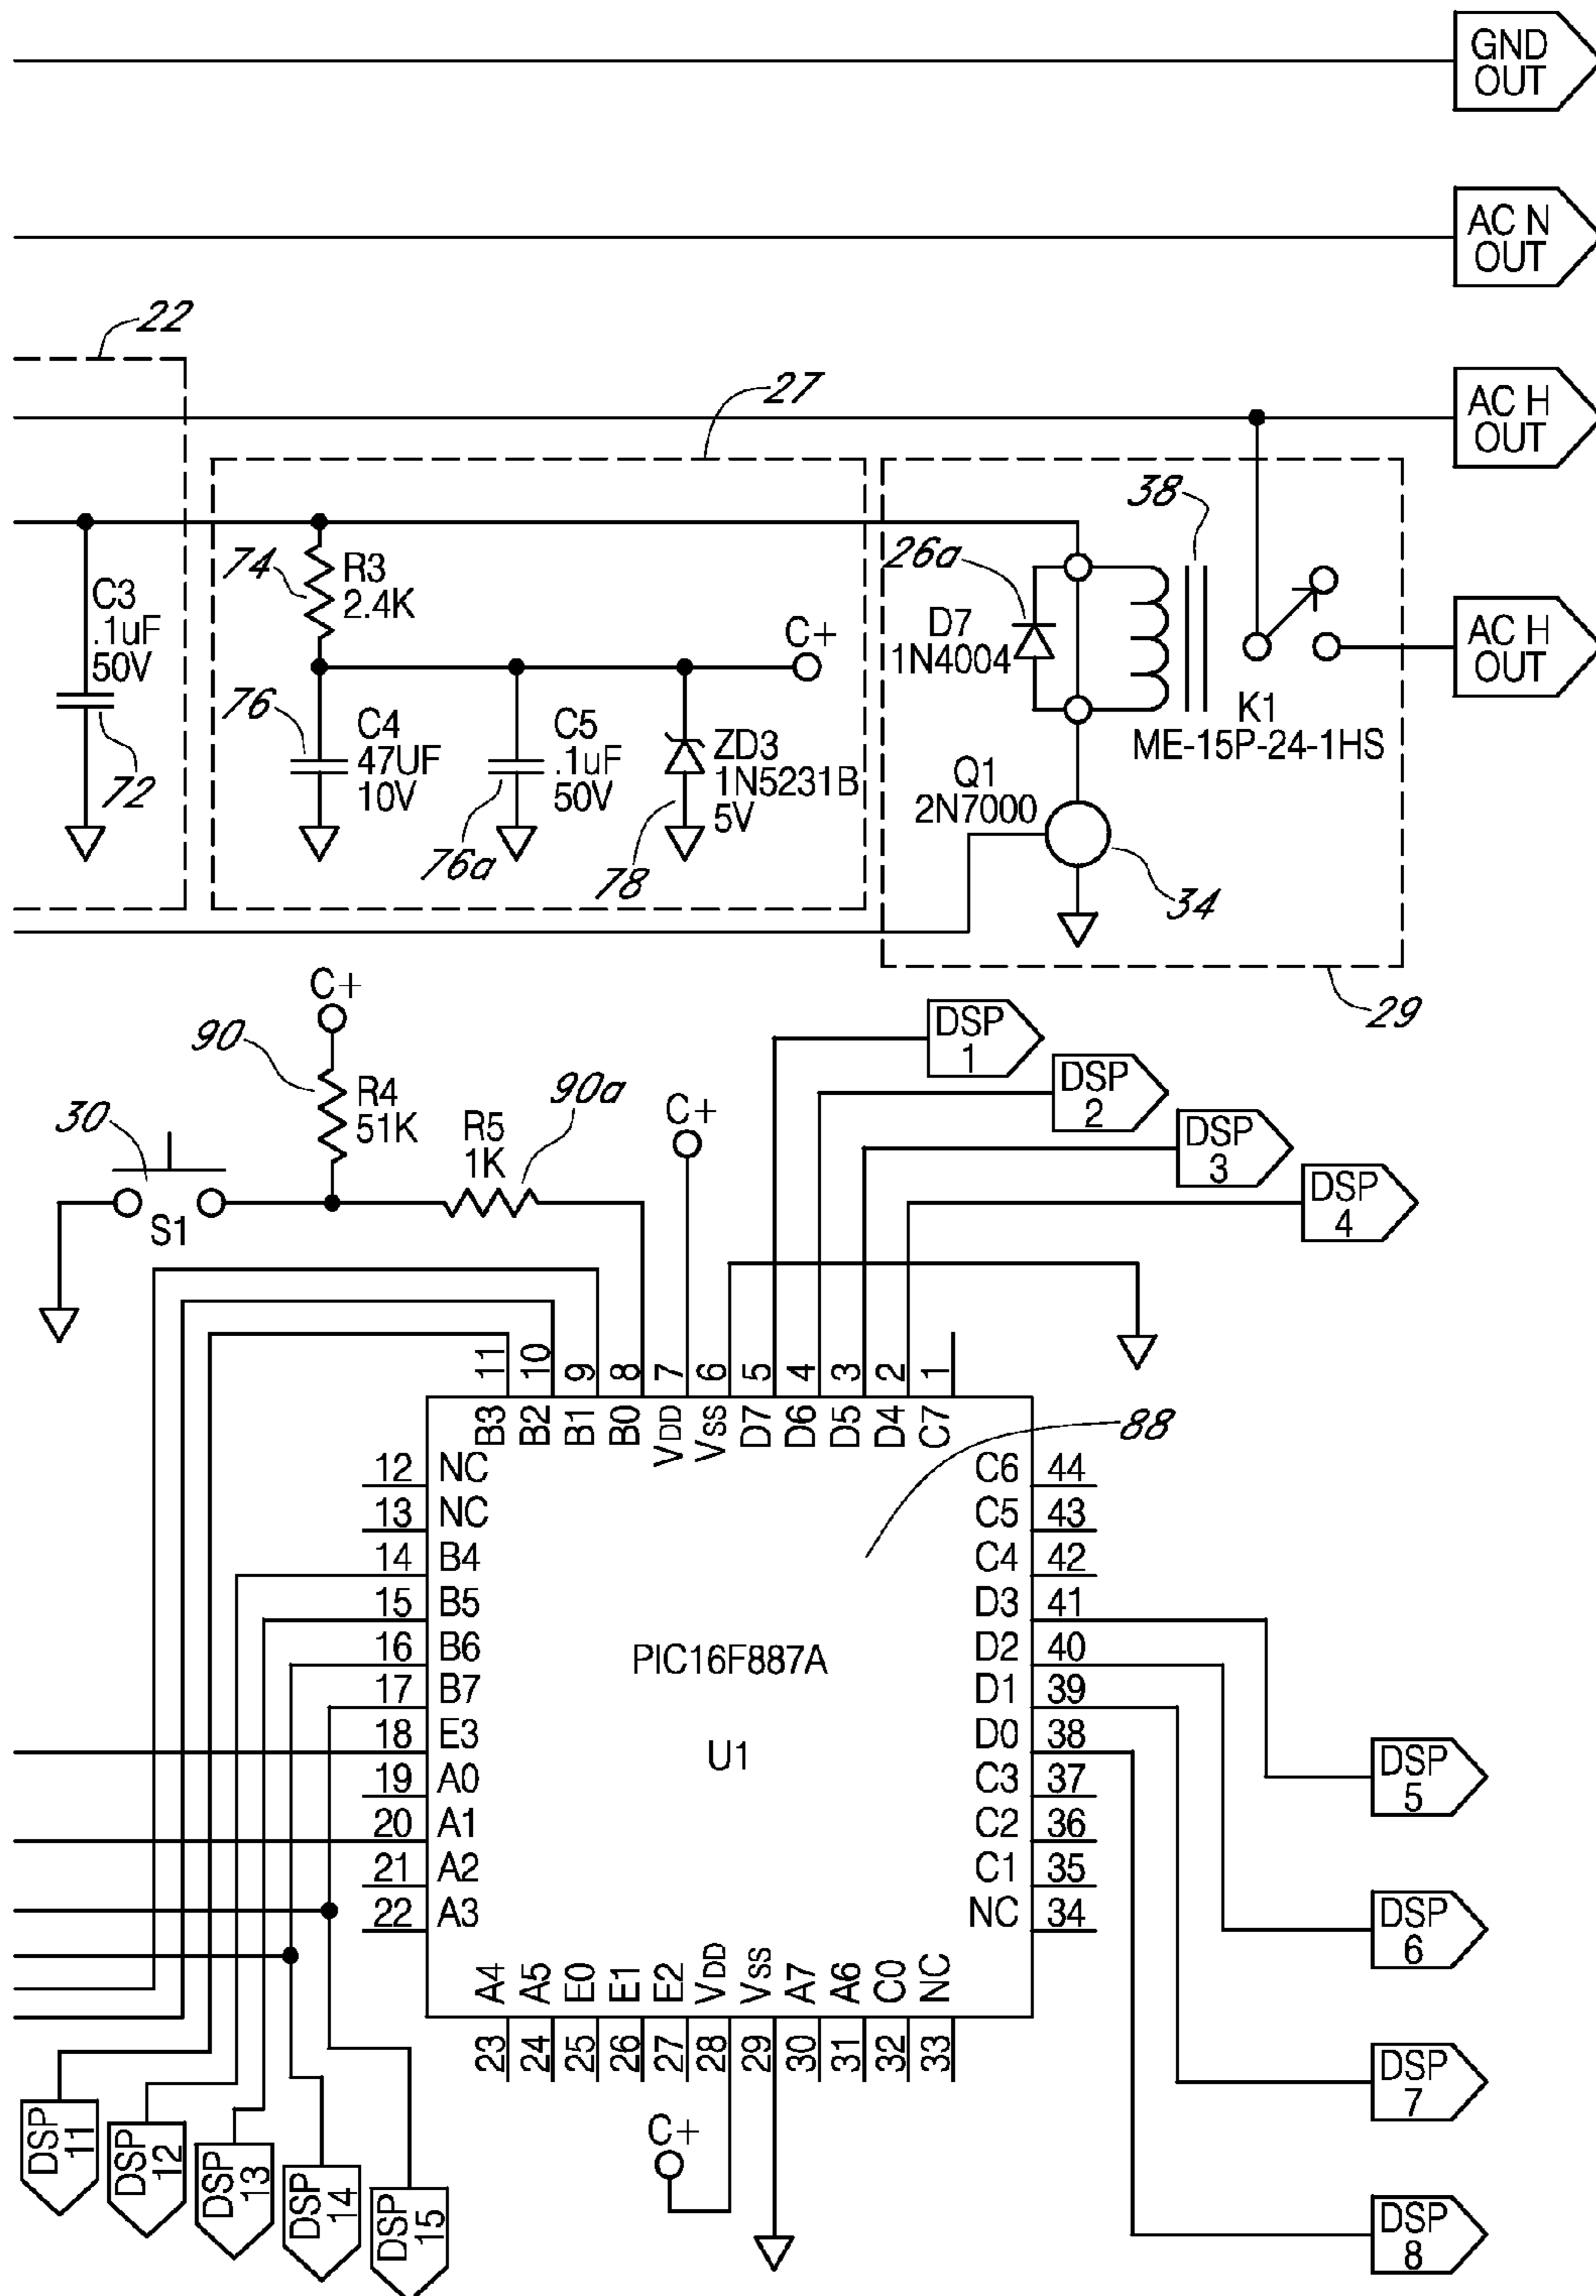 GND
OUT
AC N
OUT
22
27
AC H
OUT
38
74
R3
2.4K
26a
C3
.1uF
50V
C+
D7
1N4004
AC H
OUT
76
C4
47UF
10V
C5
.1uF
50V
ZD3
1N5231B
5V
K1
ME-15P-24-1HS
72
Q1
2N7000
76a
78
34
C+
29
90
90a
DSP
1
DSP
2
30
R4
51K
R5
1K
C+
DSP
3
DSP
4
S1
11 10 9 8 7 6 5 4 3 2 1
B3 B2 B1 B0 VDD VSS D7 D6 D5 D4 C7
88
12 NC C6 44
13 NC C5 43
14 B4 C4 42
15 B5 D3 41
16 B6 D2 40
PIC16F887A
17 B7 D1 39
18 E3 D0 38
U1
DSP
5
19 A0 C3 37
20 A1 C2 36
21 A2 C1 35
22 A3 NC 34
DSP
6
A4 A5 E0 E1 E2 VDD VSS A7 A6 C0 NC
23 24 25 26 27 28 29 30 31 32 33
DSP
7
DSP
11
DSP
12
DSP
13
DSP
14
DSP
15
C+
DSP
8